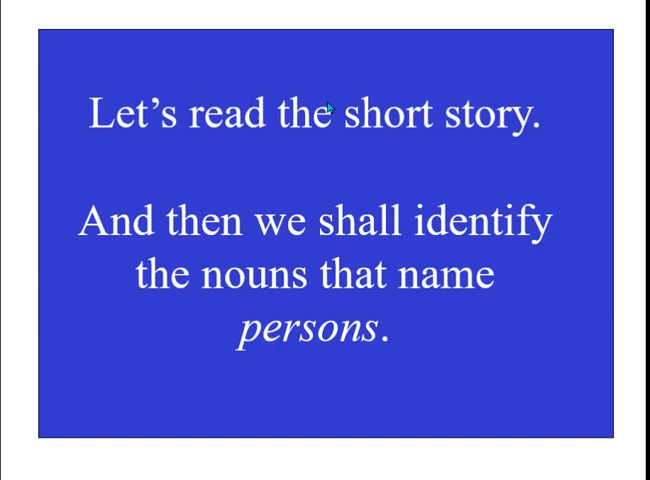 Let’s read the short story.
And then we shall identify
the nouns that name
persons.